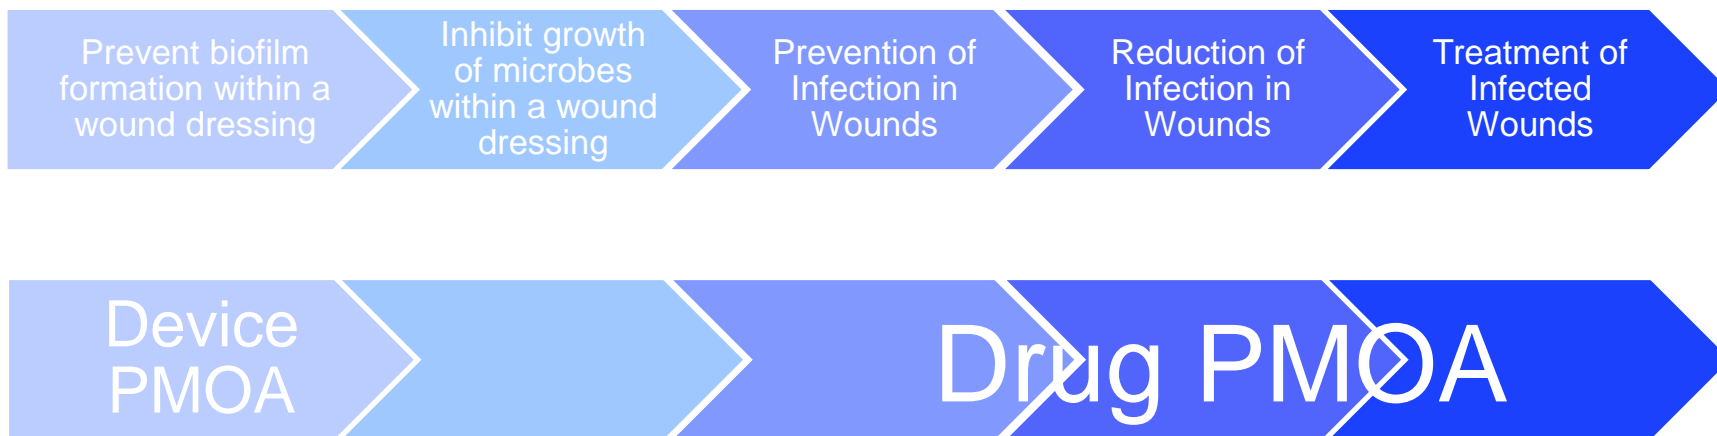 Prevent biofilm
formation within a
wound dressing
Inhibit growth
of microbes
within a wound
dressing
Prevention of
Infection in
Wounds
Reduction of
Infection in
Wounds
Treatment of
Infected
Wounds
Device
PMOA
Drug PMOA